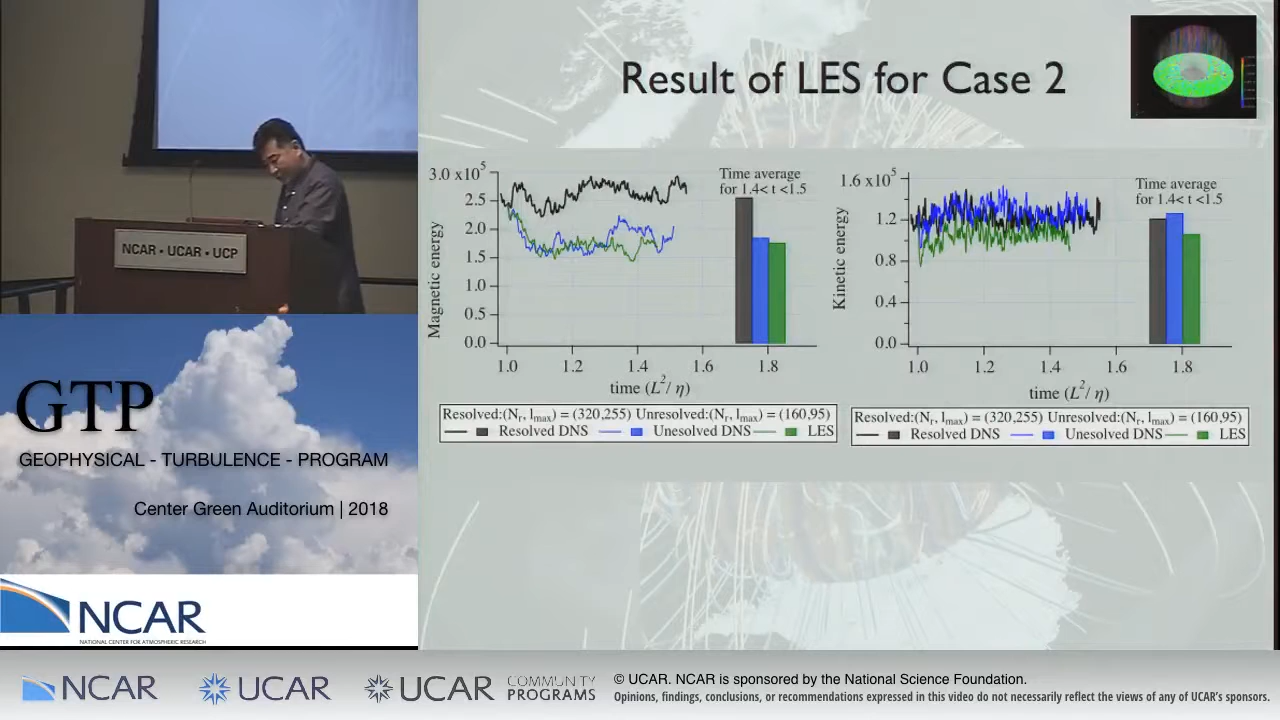 Result of LES for Case 2
NCAR • UCAR • UCP
3.0 x10^5
2.5
2.0
1.5
1.0
0.5
0.0
Magnetic energy
Time average
for 1.4< t <1.5
1.0 1.2 1.4 1.6 1.8
time (L^2/ η)
Resolved:(N_r, l_max) = (320,255) Unresolved:(N_r, l_max) = (160,95)
Resolved DNS Unesolved DNS LES
1.6 x10^5
1.2
0.8
0.4
0.0
Kinetic energy
Time average
for 1.4< t <1.5
1.0 1.2 1.4 1.6 1.8
time (L^2/ η)
Resolved:(N_r, l_max) = (320,255) Unresolved:(N_r, l_max) = (160,95)
Resolved DNS Unesolved DNS LES
GTP
GEOPHYSICAL - TURBULENCE - PROGRAM
Center Green Auditorium | 2018
NCAR
NATIONAL CENTER FOR ATMOSPHERIC RESEARCH
NCAR UCAR UCAR COMMUNITY PROGRAMS
© UCAR. NCAR is sponsored by the National Science Foundation.
Opinions, findings, conclusions, or recommendations expressed in this video do not necessarily reflect the views of any of UCAR's sponsors.